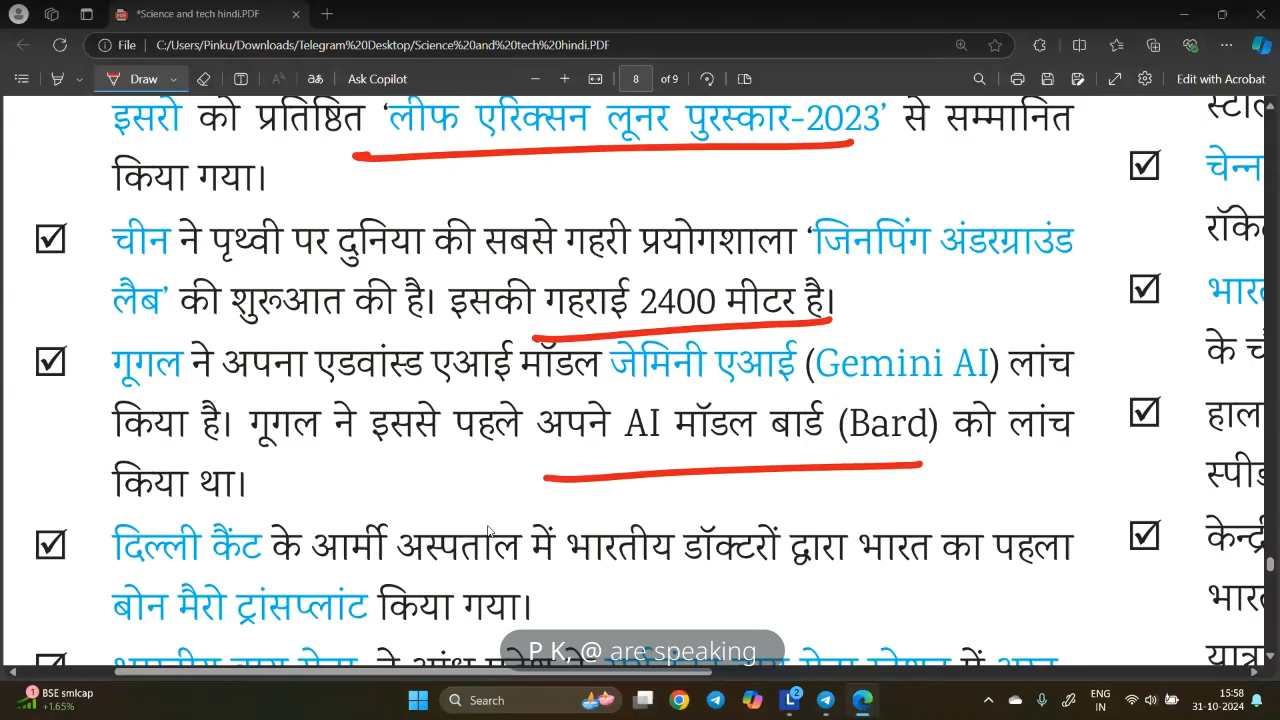 *Science and tech hindi.PDF
File C:/Users/Pinku/Downloads/Telegram%20Desktop/Science%20and%20tech%20hindi.PDF
Draw Ask Copilot 8 of 9 Edit with Acrobat
इसरो को प्रतिष्ठित ‘लीफ एरिक्सन लूनर पुरस्कार-2023’ से सम्मानित
किया गया।
चीन ने पृथ्वी पर दुनिया की सबसे गहरी प्रयोगशाला ‘जिनपिंग अंडरग्राउंड
लैब’ की शुरूआत की है। इसकी गहराई 2400 मीटर है।
गूगल ने अपना एडवांस्ड एआई मॉडल जेमिनी एआई (Gemini AI) लांच
किया है। गूगल ने इससे पहले अपने AI मॉडल बार्ड (Bard) को लांच
किया था।
दिल्ली कैंट के आर्मी अस्पताल में भारतीय डॉक्टरों द्वारा भारत का पहला
बोन मैरो ट्रांसप्लांट किया गया।
P K, @ are speaking
के
BSE smlcap
+1.65%
Search
ENG
IN
15:58
31-10-2024